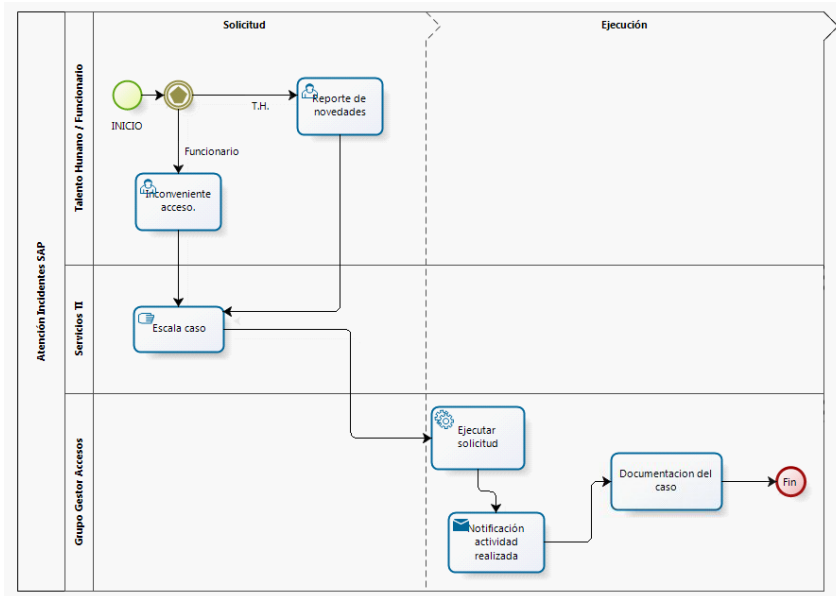 Solicitud
Ejecución
Atención Incidentes SAP
Talento Humano / Funcionario
INICIO
T.H.
Reporte de
novedades
Funcionario
Inconveniente
acceso.
Servicios TI
Escala caso
Grupo Gestor Accesos
Ejecutar
solicitud
Notificación
actividad
realizada
Documentacion del
caso
Fin